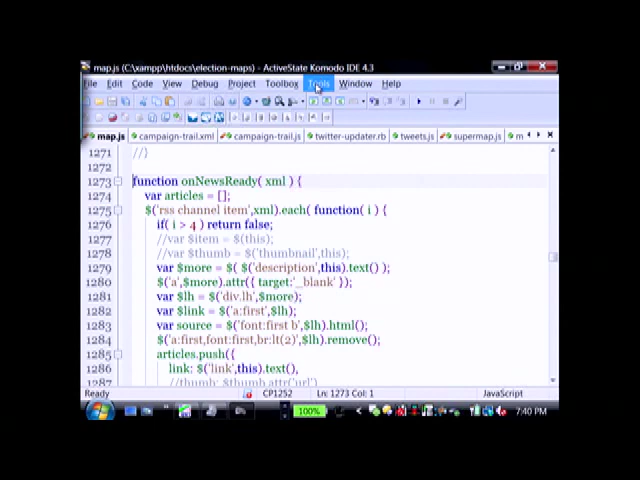 map.js (C:\xampp\htdocs\election-maps) - ActiveState Komodo IDE 4.3
File Edit Code View Debug Project Toolbox Tools Window Help
map.js campaign-trail.xml campaign-trail.js twitter-updater.rb tweets.js supermap.js m
1271 //}
1272
1273 function onNewsReady( xml ) {
1274 var articles = [];
1275 $('rss channel item',xml).each( function( i ) {
1276 if( i > 4 ) return false;
1277 //var $item = $(this);
1278 //var $thumb = $('thumbnail',this);
1279 var $more = $( $('description',this).text() );
1280 $('a',$more).attr({ target:'_blank' });
1281 var $lh = $('div.lh',$more);
1282 var $link = $('a:first',$lh);
1283 var source = $('font:first b',$lh).html();
1284 $('a:first,font:first,br:lt(2)',$lh).remove();
1285 articles.push({
1286 link: $('link',this).text(),
1287 //thumb: $thumb.attr('url')
Ready CP1252 Ln: 1273 Col: 1 JavaScript
100% 7:40 PM